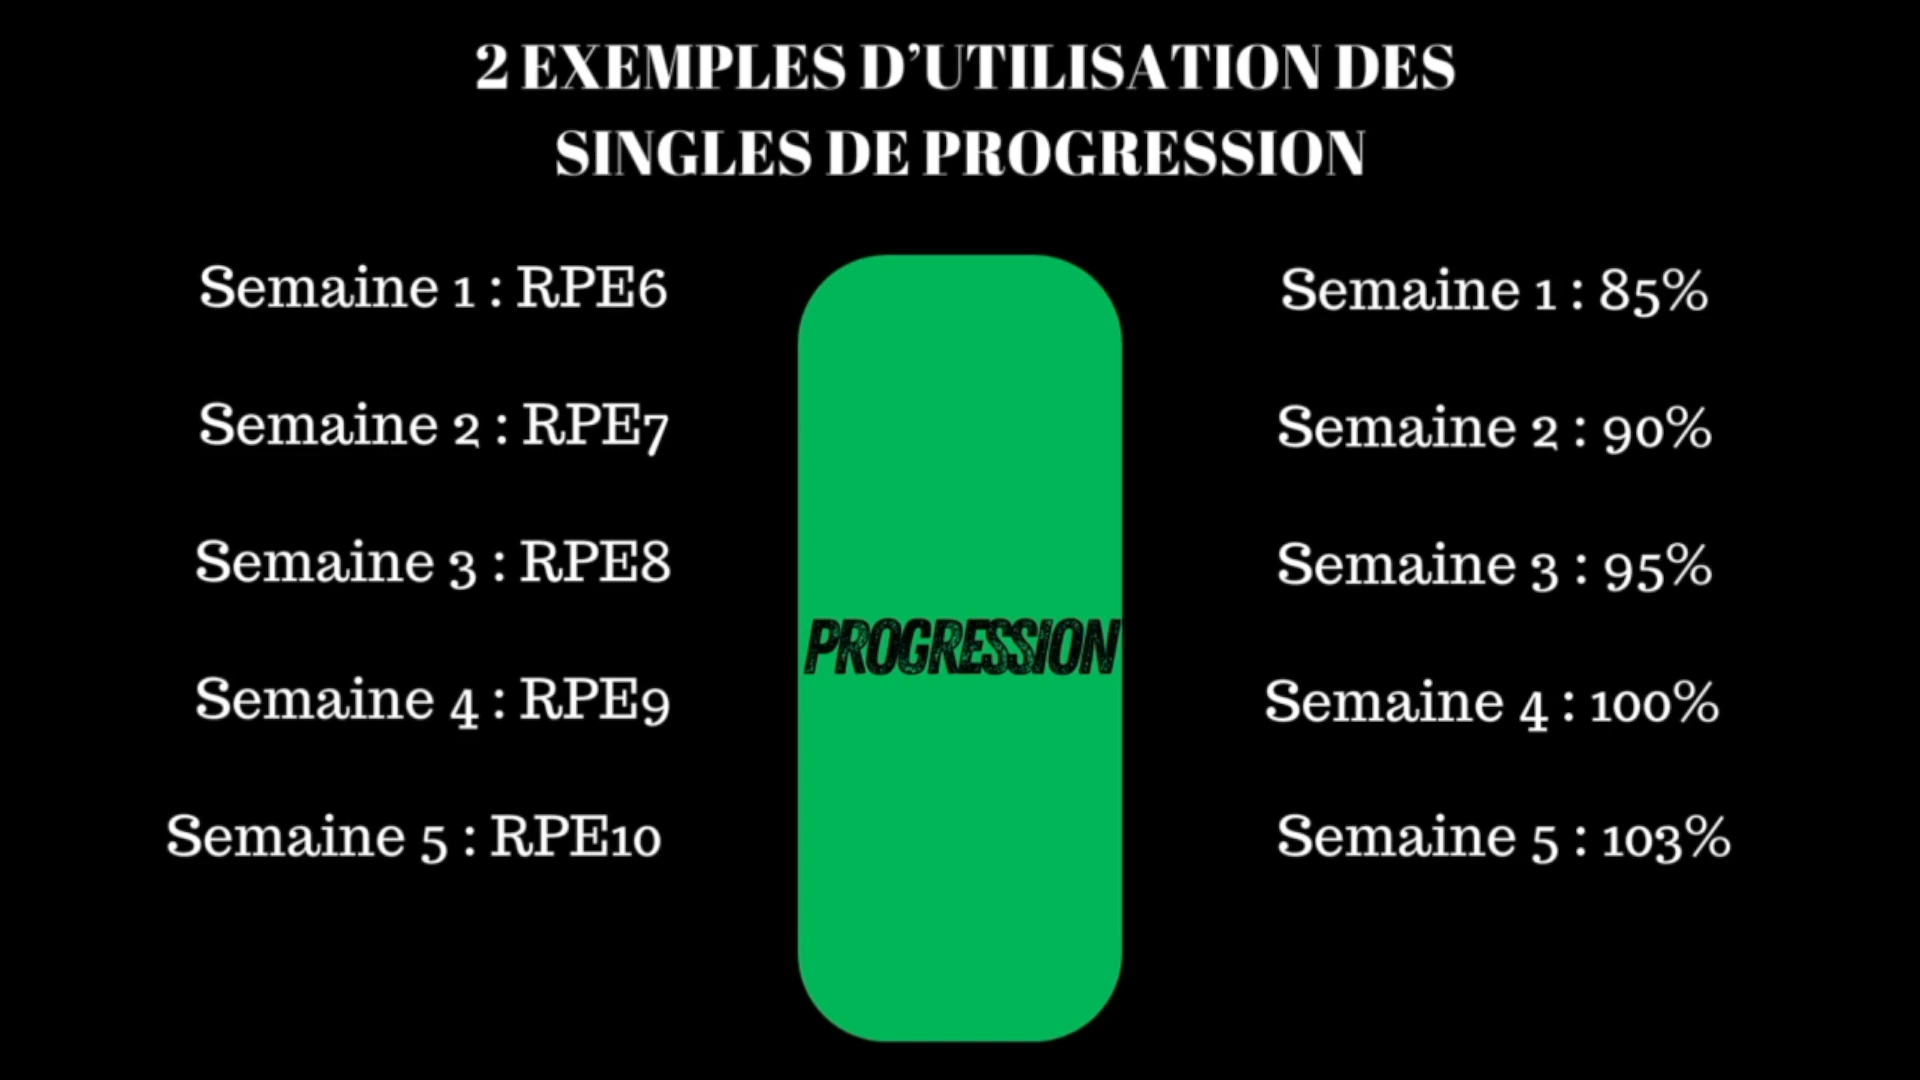 2 EXEMPLES D’UTILISATION DES
SINGLES DE PROGRESSION
Semaine 1 : RPE6
Semaine 2 : RPE7
Semaine 3 : RPE8
Semaine 4 : RPE9
Semaine 5 : RPE10
PROGRESSION
Semaine 1 : 85%
Semaine 2 : 90%
Semaine 3 : 95%
Semaine 4 : 100%
Semaine 5 : 103%